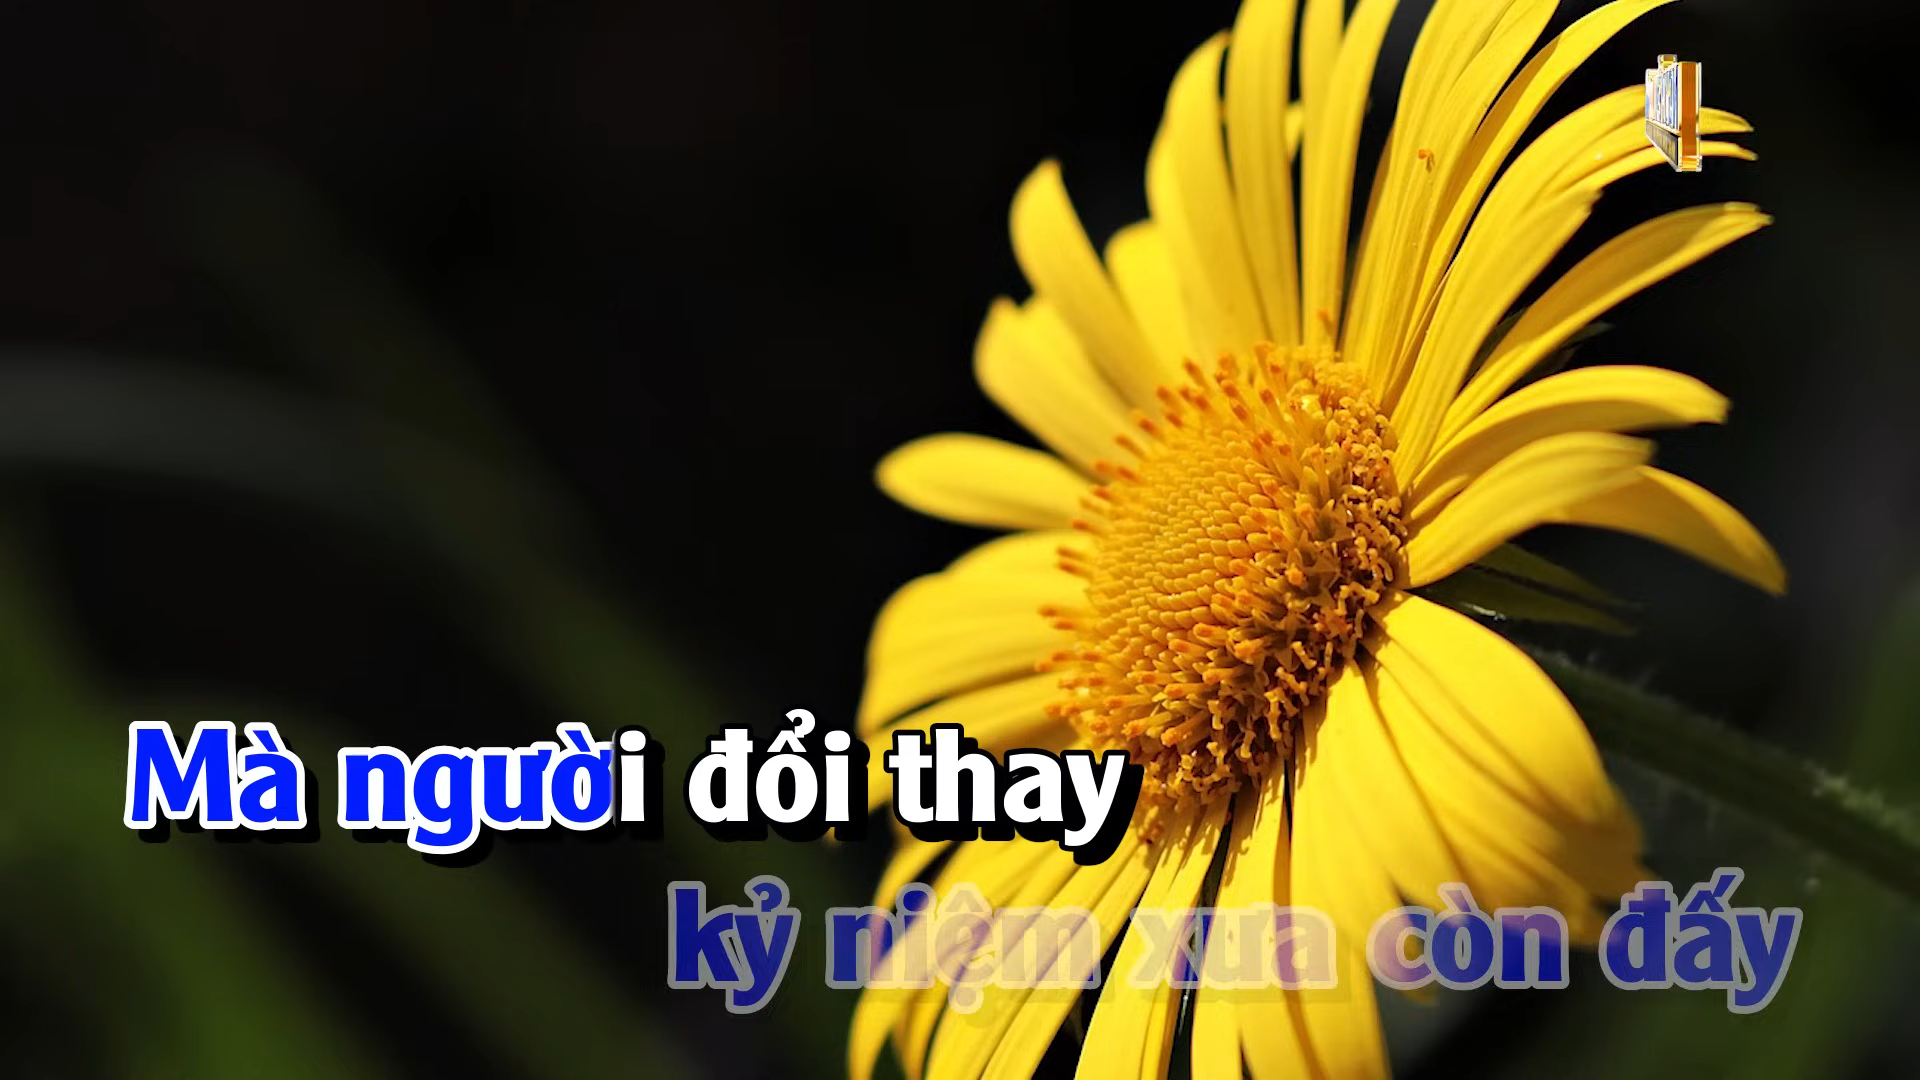 Mà người đổi thay
kỷ niệm xưa còn đấy